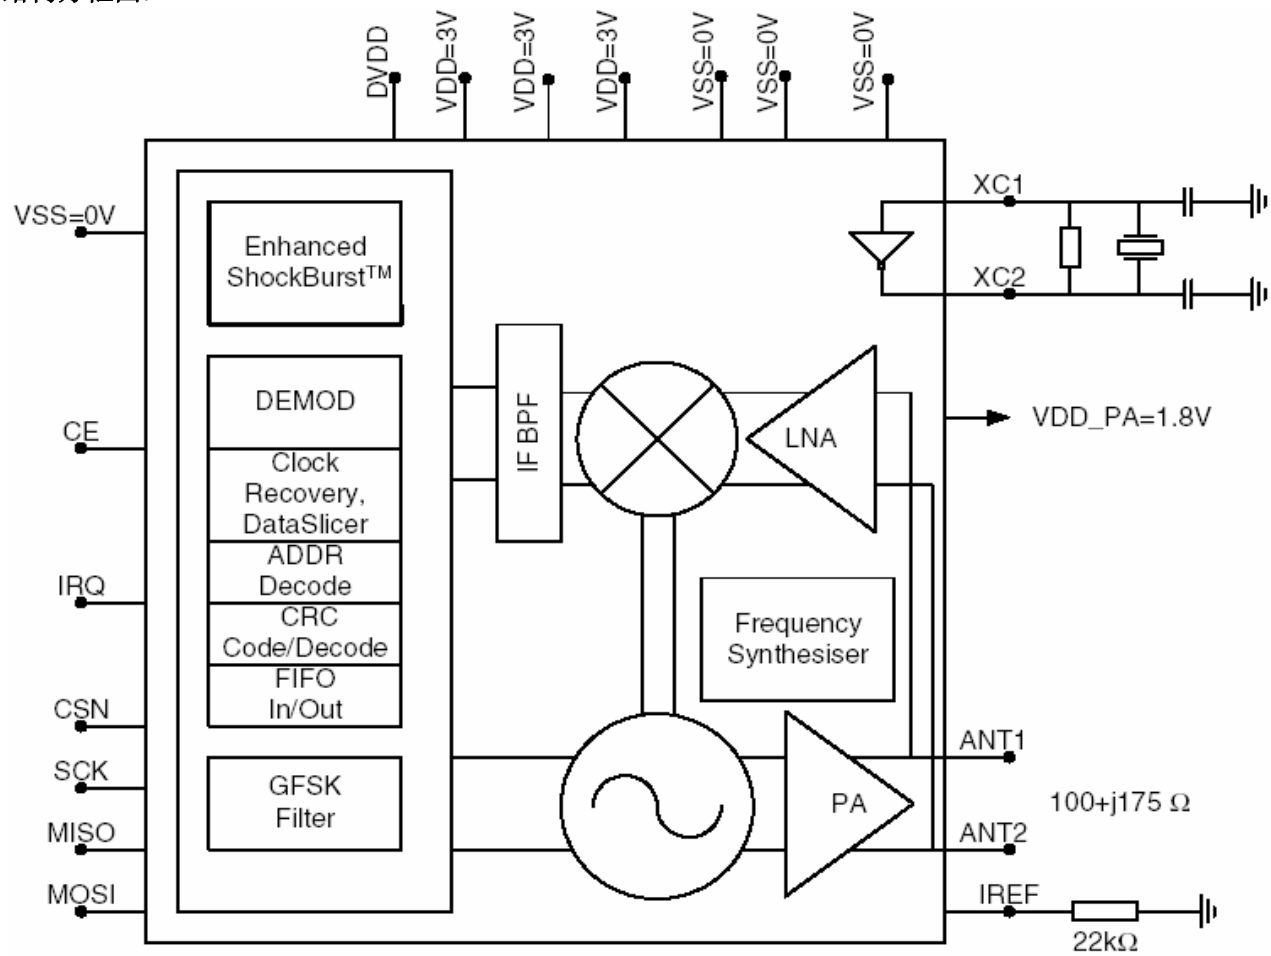 DVDD
VDD=3V
VDD=3V
VDD=3V
VSS=0V
VSS=0V
VSS=0V
VSS=0V
CE
IRQ
CSN
SCK
MISO
MOSI
Enhanced
ShockBurst™
DEMOD
Clock
Recovery,
DataSlicer
ADDR
Decode
CRC
Code/Decode
FIFO
In/Out
GFSK
Filter
IF BPF
LNA
Frequency
Synthesiser
PA
XC1
XC2
VDD_PA=1.8V
ANT1
100+j175 Ω
ANT2
IREF
22kΩ